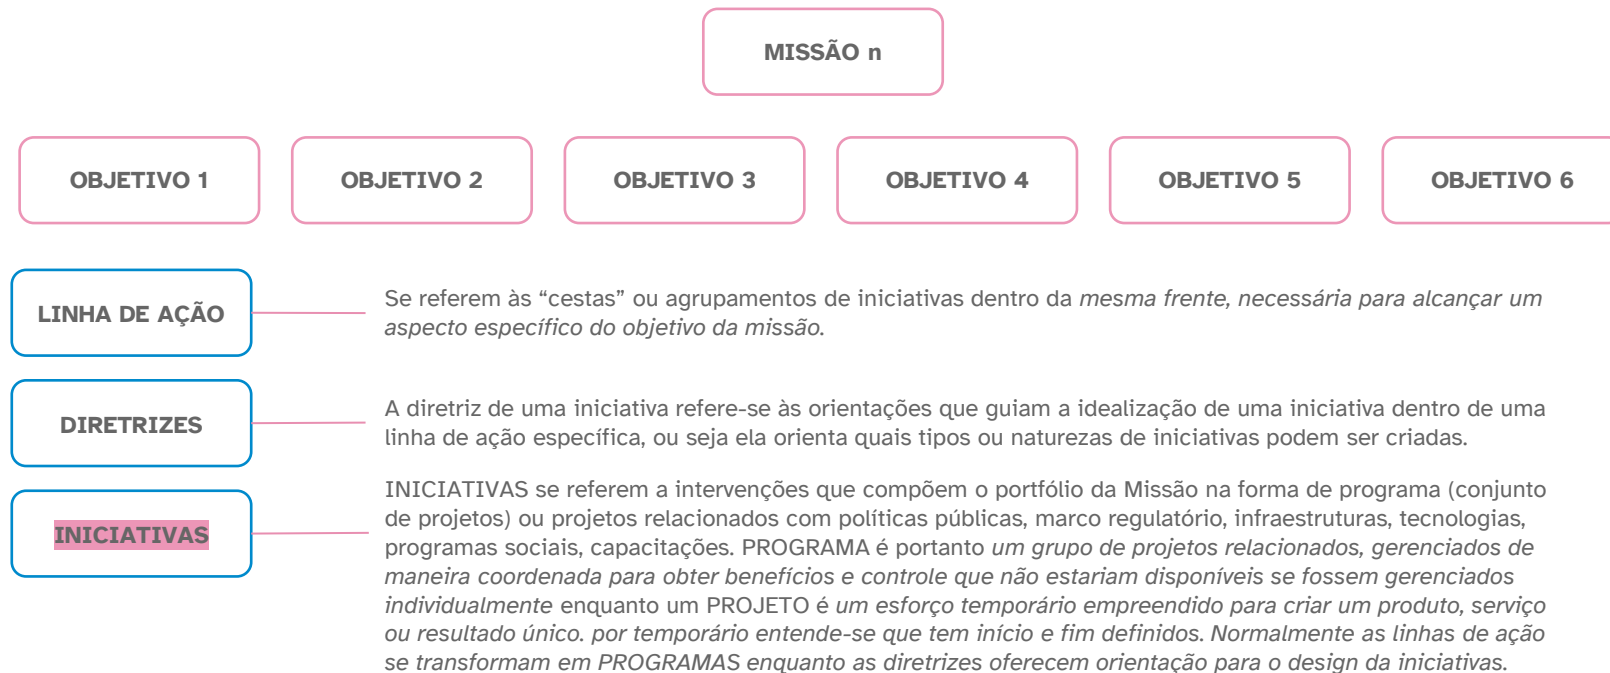 MISSÃO n
OBJETIVO 1
OBJETIVO 2
OBJETIVO 3
OBJETIVO 4
OBJETIVO 5
OBJETIVO 6
LINHA DE AÇÃO
Se referem às “cestas” ou agrupamentos de iniciativas dentro da mesma frente, necessária para alcançar um
aspecto específico do objetivo da missão.
DIRETRIZES
A diretriz de uma iniciativa refere-se às orientações que guiam a idealização de uma iniciativa dentro de uma
linha de ação específica, ou seja ela orienta quais tipos ou naturezas de iniciativas podem ser criadas.
INICIATIVAS
INICIATIVAS se referem a intervenções que compõem o portfólio da Missão na forma de programa (conjunto
de projetos) ou projetos relacionados com políticas públicas, marco regulatório, infraestruturas, tecnologias,
programas sociais, capacitações. PROGRAMA é portanto um grupo de projetos relacionados, gerenciados de
maneira coordenada para obter benefícios e controle que não estariam disponíveis se fossem gerenciados
individualmente enquanto um PROJETO é um esforço temporário empreendido para criar um produto, serviço
ou resultado único. por temporário entende-se que tem início e fim definidos. Normalmente as linhas de ação
se transformam em PROGRAMAS enquanto as diretrizes oferecem orientação para o design da iniciativas.